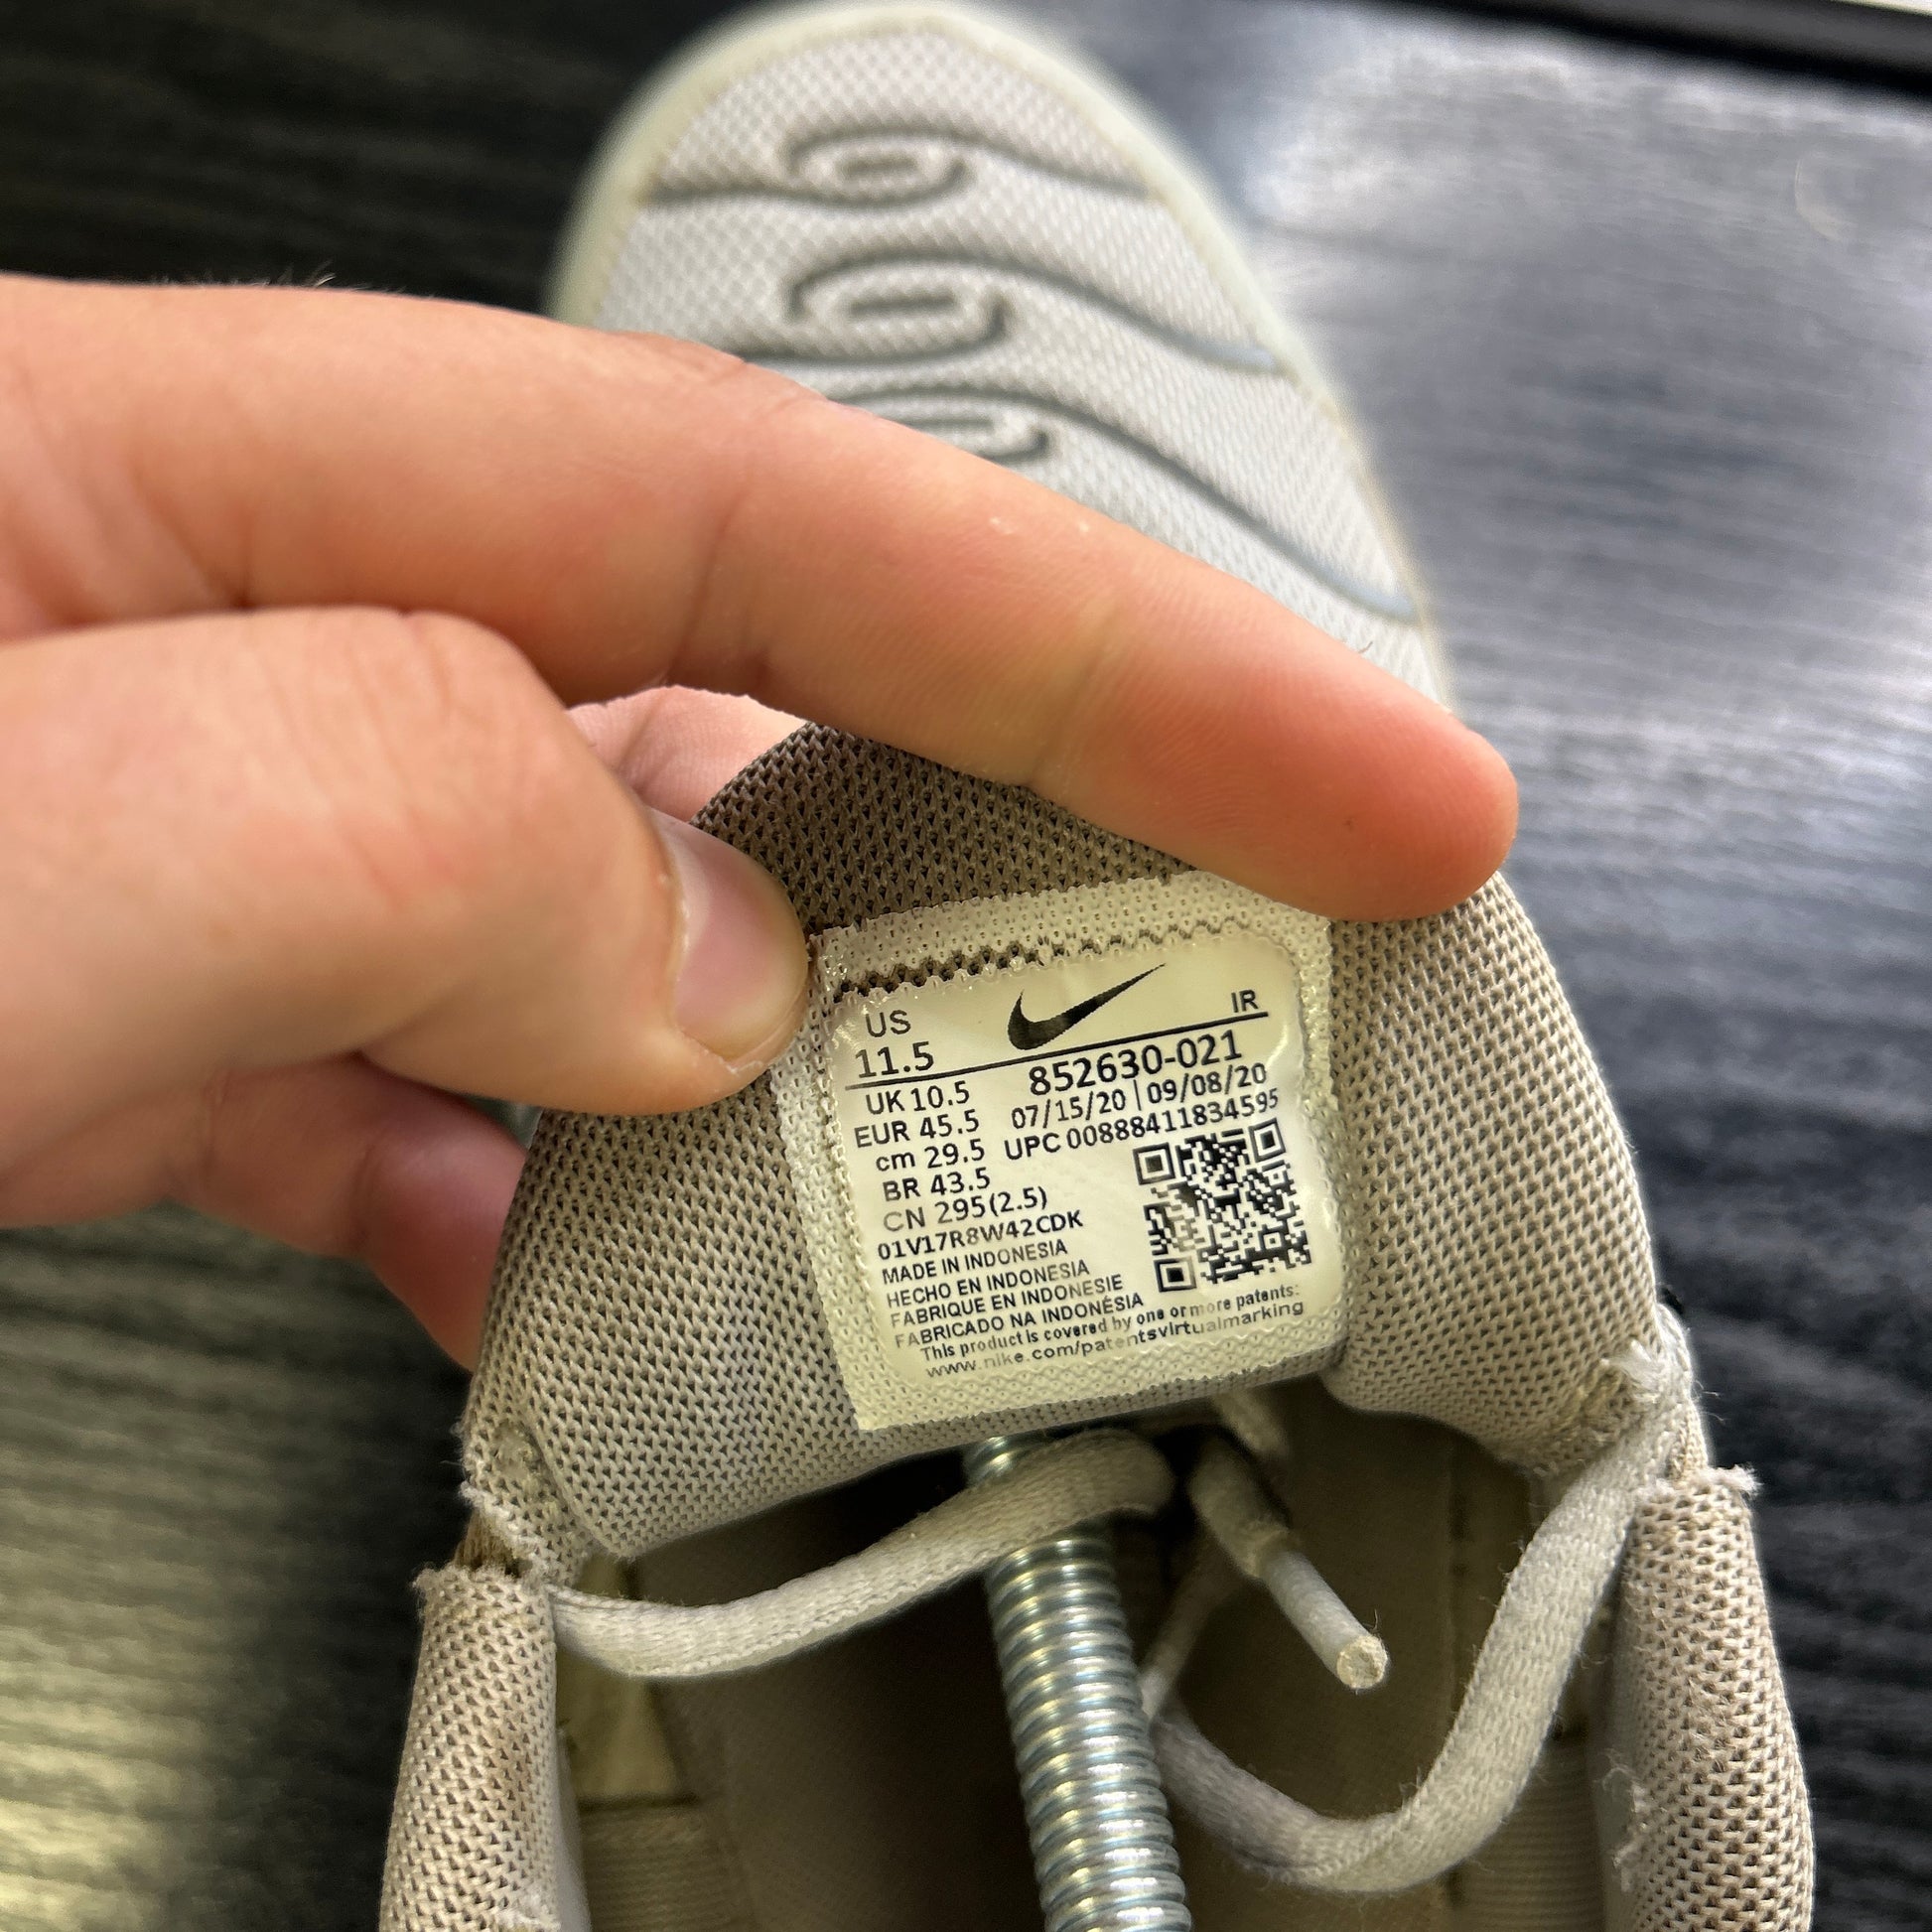 US IR
11.5 852630-021
UK 10.5 07/15/20 | 09/08/20
EUR 45.5 UPC 00888411834595
cm 29.5
BR 43.5
CN 295(2.5)
01V17R8W42CDK
MADE IN INDONESIA
HECHO EN INDONESIA
FABRIQUE EN INDONESIE
FABRICADO NA INDONÉSIA
This product is covered by one or more patents:
www.nike.com/patentsvirtualmarking